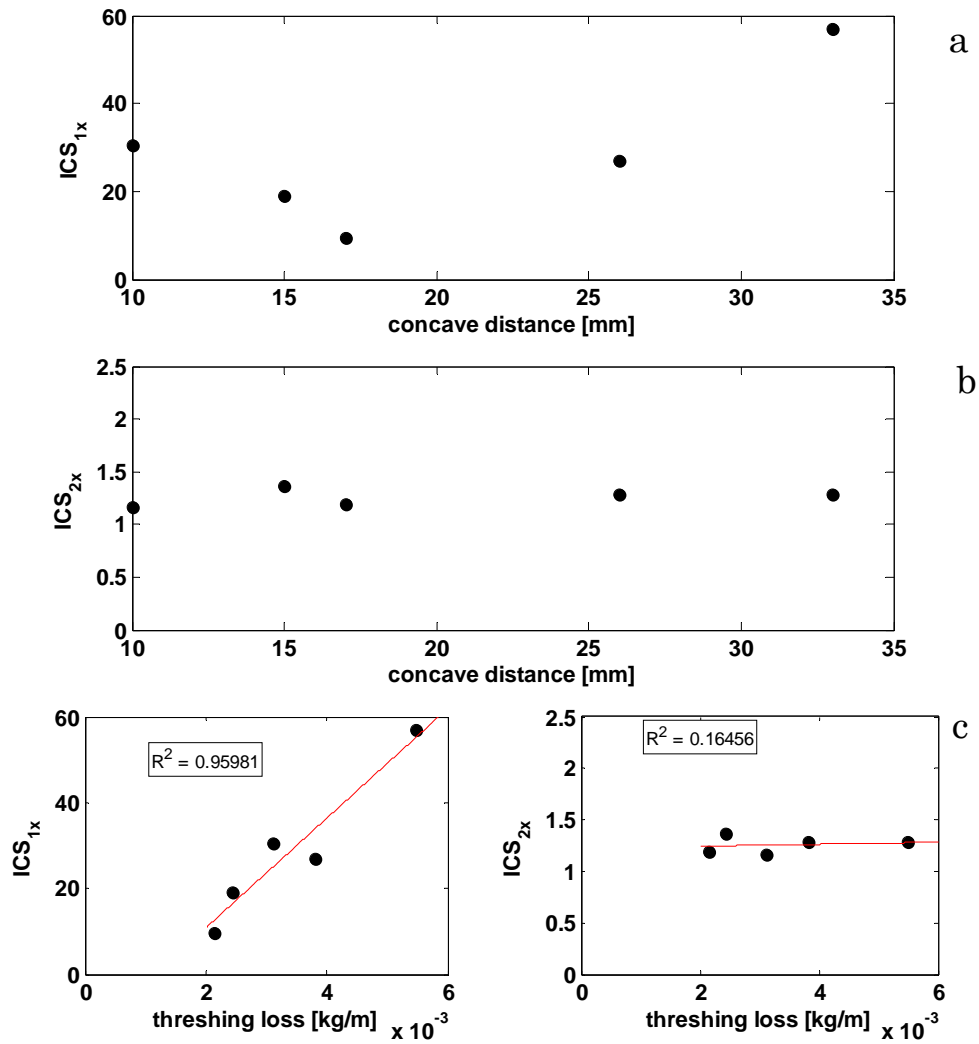 a
60
40
20
0
ICS1x
10 15 20 25 30 35
concave distance [mm]
b
2.5
2
1.5
1
0.5
0
ICS2x
10 15 20 25 30 35
concave distance [mm]
c
60
40
20
0
ICS1x
R2 = 0.95981
0 2 4 6
threshing loss [kg/m] x 10-3
2.5
2
1.5
1
0.5
0
ICS2x
R2 = 0.16456
0 2 4 6
threshing loss [kg/m] x 10-3